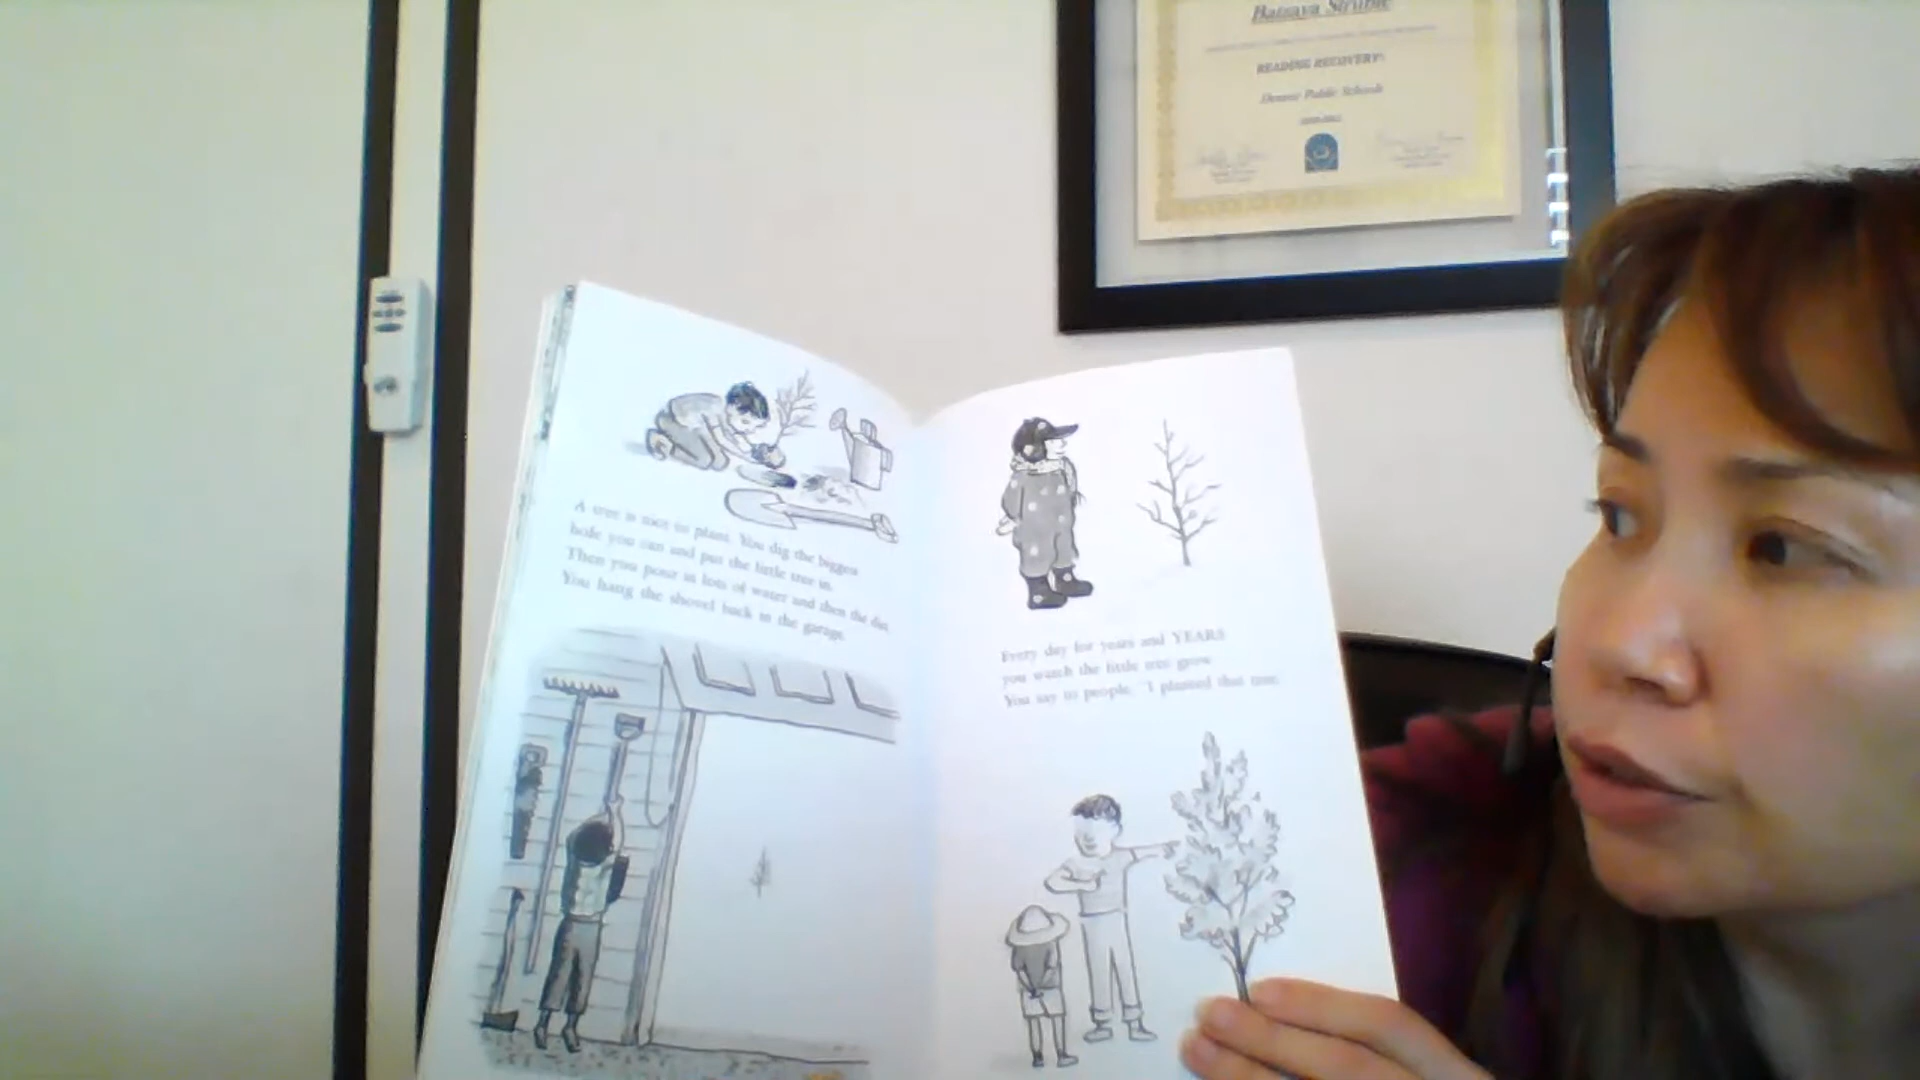 Batsaya Struble
READING RECOVERY®
Denver Public Schools
A tree is nice to plant. You dig the biggest
hole you can and put the little tree in.
Then you pour in lots of water and then the dirt.
You hang the shovel back in the garage.
Every day for years and YEARS
you watch the little tree grow.
You say to people, "I planted that tree.